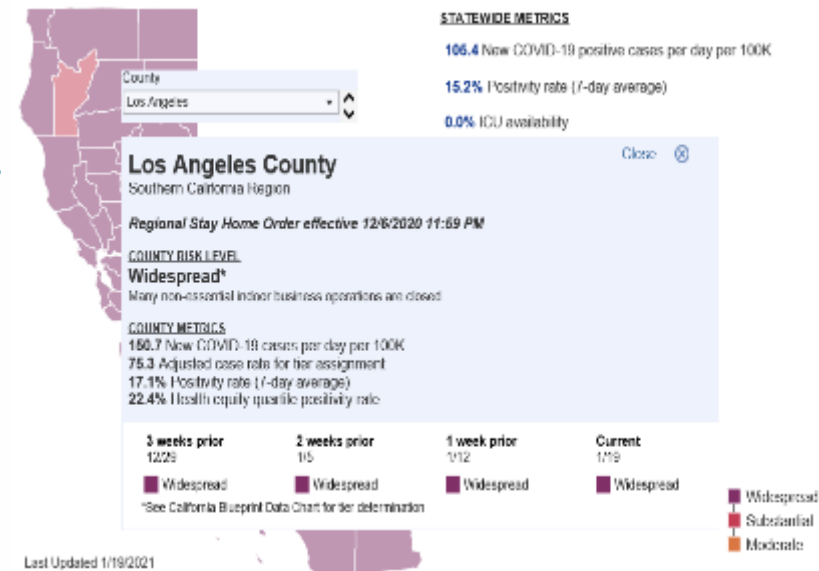 STATEWIDE METRICS
106.4 New COVID-19 positive cases per day per 100K
15.2% Positivity rate (7-day average)
0.0% ICU availability
County
Los Angeles
Close
Los Angeles County
Southern California Region
Regional Stay Home Order effective 12/6/2020 11:59 PM
COUNTY RISK LEVEL
Widespread*
Many non-essential indoor business operations are closed
COUNTY METRICS
150.7 New COVID-19 cases per day per 100K
75.3 Adjusted case rate for tier assignment
17.1% Positivity rate (7-day average)
22.4% Health equity quartile positivity rate
3 weeks prior 2 weeks prior 1 week prior Current
12/29 1/5 1/12 1/19
Widespread Widespread Widespread Widespread
*See California Blueprint Data Chart for tier determination
Widespread
Substantial
Moderate
Last Updated 1/19/2021